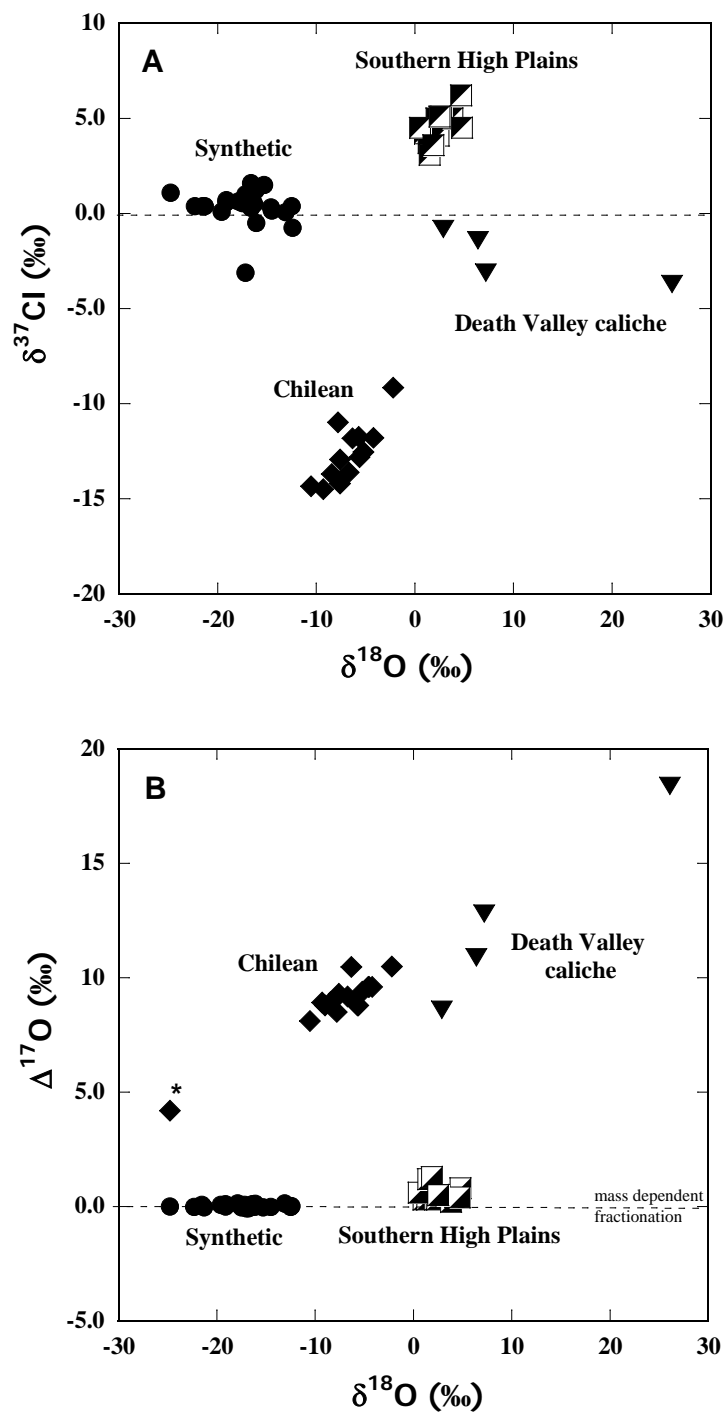 10
A
Southern High Plains
5.0
Synthetic
0.0
δ³⁷Cl (‰)
-5.0
Death Valley caliche
Chilean
-10
-15
-20
-30 -20 -10 0 10 20 30
δ¹⁸O (‰)
20
B
15
Death Valley
caliche
Chilean
10
Δ¹⁷O (‰)
5.0
*
mass dependent
0.0
fractionation
Synthetic
Southern High Plains
-5.0
-30 -20 -10 0 10 20 30
δ¹⁸O (‰)